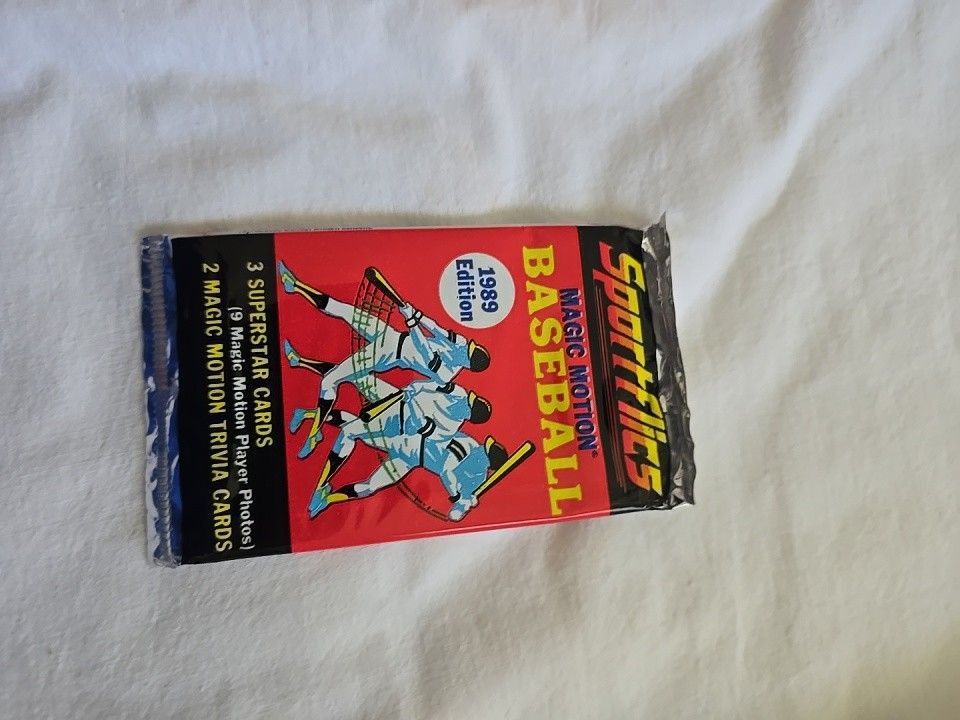 Sportflics
MAGIC MOTION®
BASEBALL
1989
Edition
3 SUPERSTAR CARDS
(9 Magic Motion Player Photos)
2 MAGIC MOTION TRIVIA CARDS